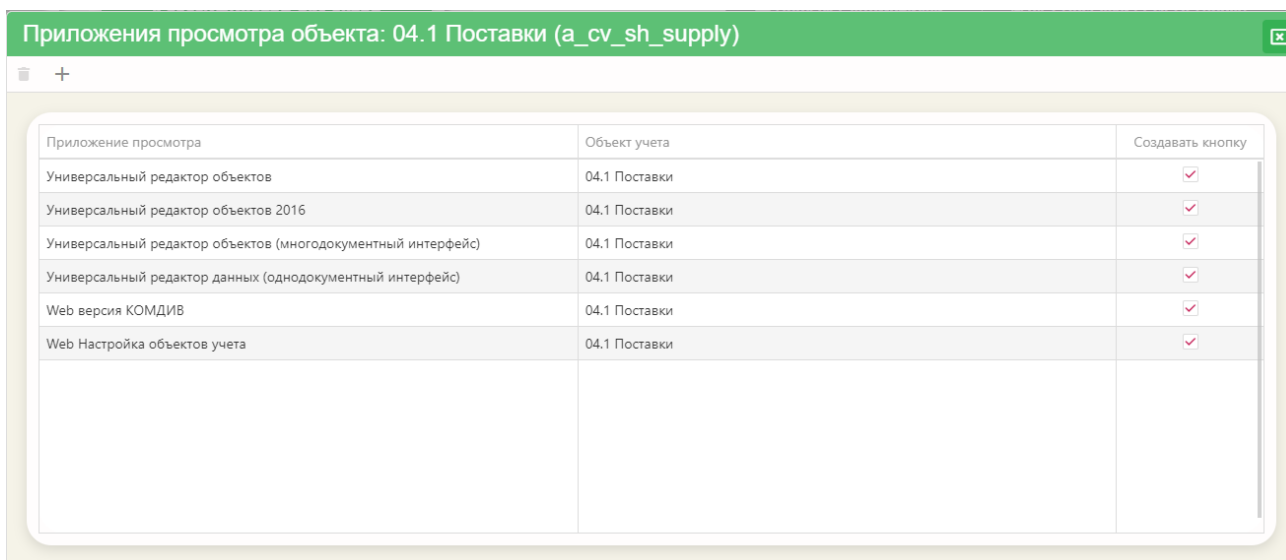 Приложения просмотра объекта: 04.1 Поставки (a_cv_sh_supply)
Приложение просмотра Объект учета Создавать кнопку
Универсальный редактор объектов 04.1 Поставки
Универсальный редактор объектов 2016 04.1 Поставки
Универсальный редактор объектов (многодокументный интерфейс) 04.1 Поставки
Универсальный редактор данных (однодокументный интерфейс) 04.1 Поставки
Web версия КОМДИВ 04.1 Поставки
Web Настройка объектов учета 04.1 Поставки